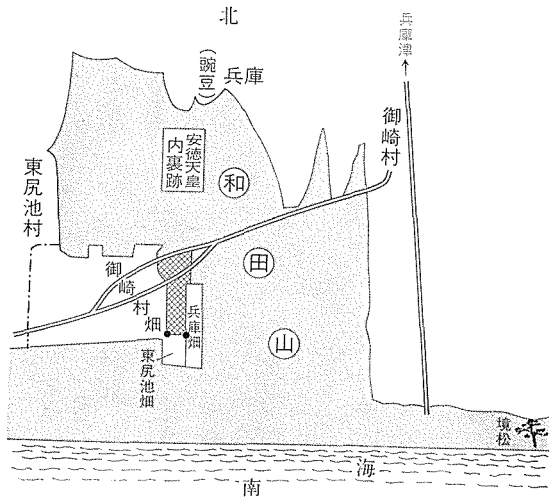 北
兵庫津
(豌豆)
兵庫
御崎村
安徳天皇
内裏跡
和
東尻池村
田
御崎村畑
兵庫畑
山
東尻池畑
境松
海
南